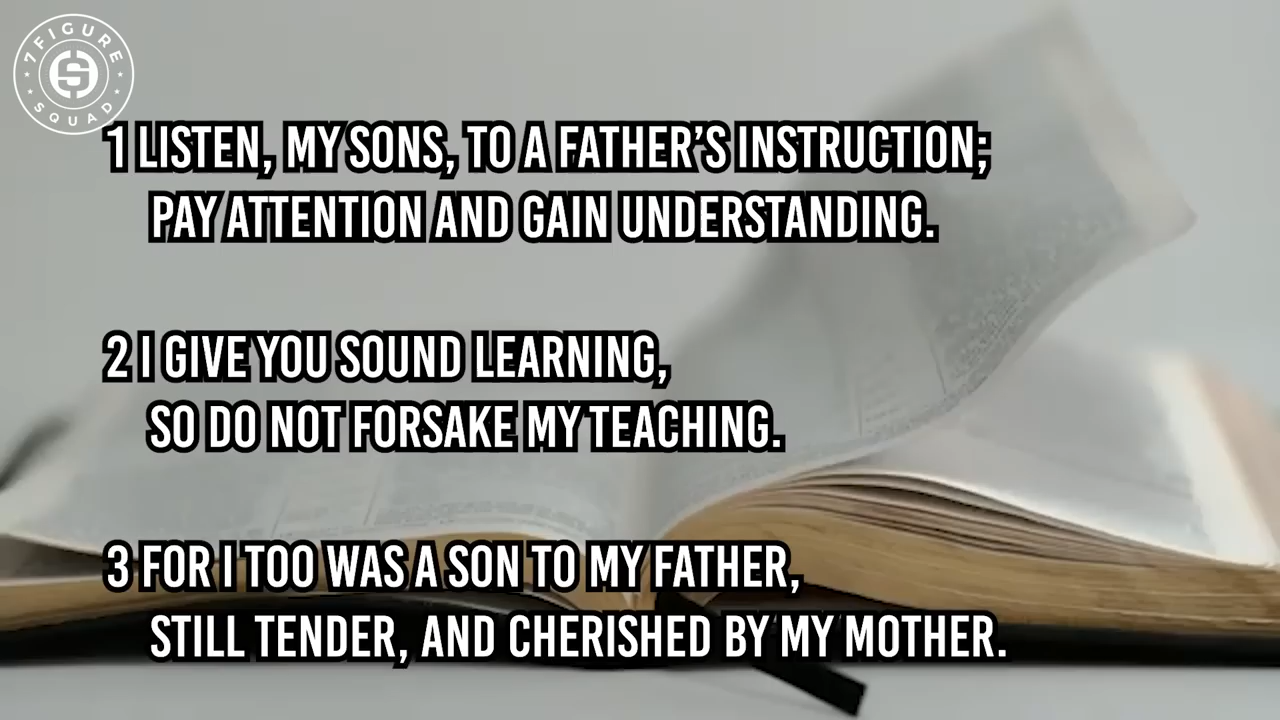 7FIGURE
SQUAD
1 LISTEN, MY SONS, TO A FATHER’S INSTRUCTION;
PAY ATTENTION AND GAIN UNDERSTANDING.
2 I GIVE YOU SOUND LEARNING,
SO DO NOT FORSAKE MY TEACHING.
3 FOR I TOO WAS A SON TO MY FATHER,
STILL TENDER, AND CHERISHED BY MY MOTHER.